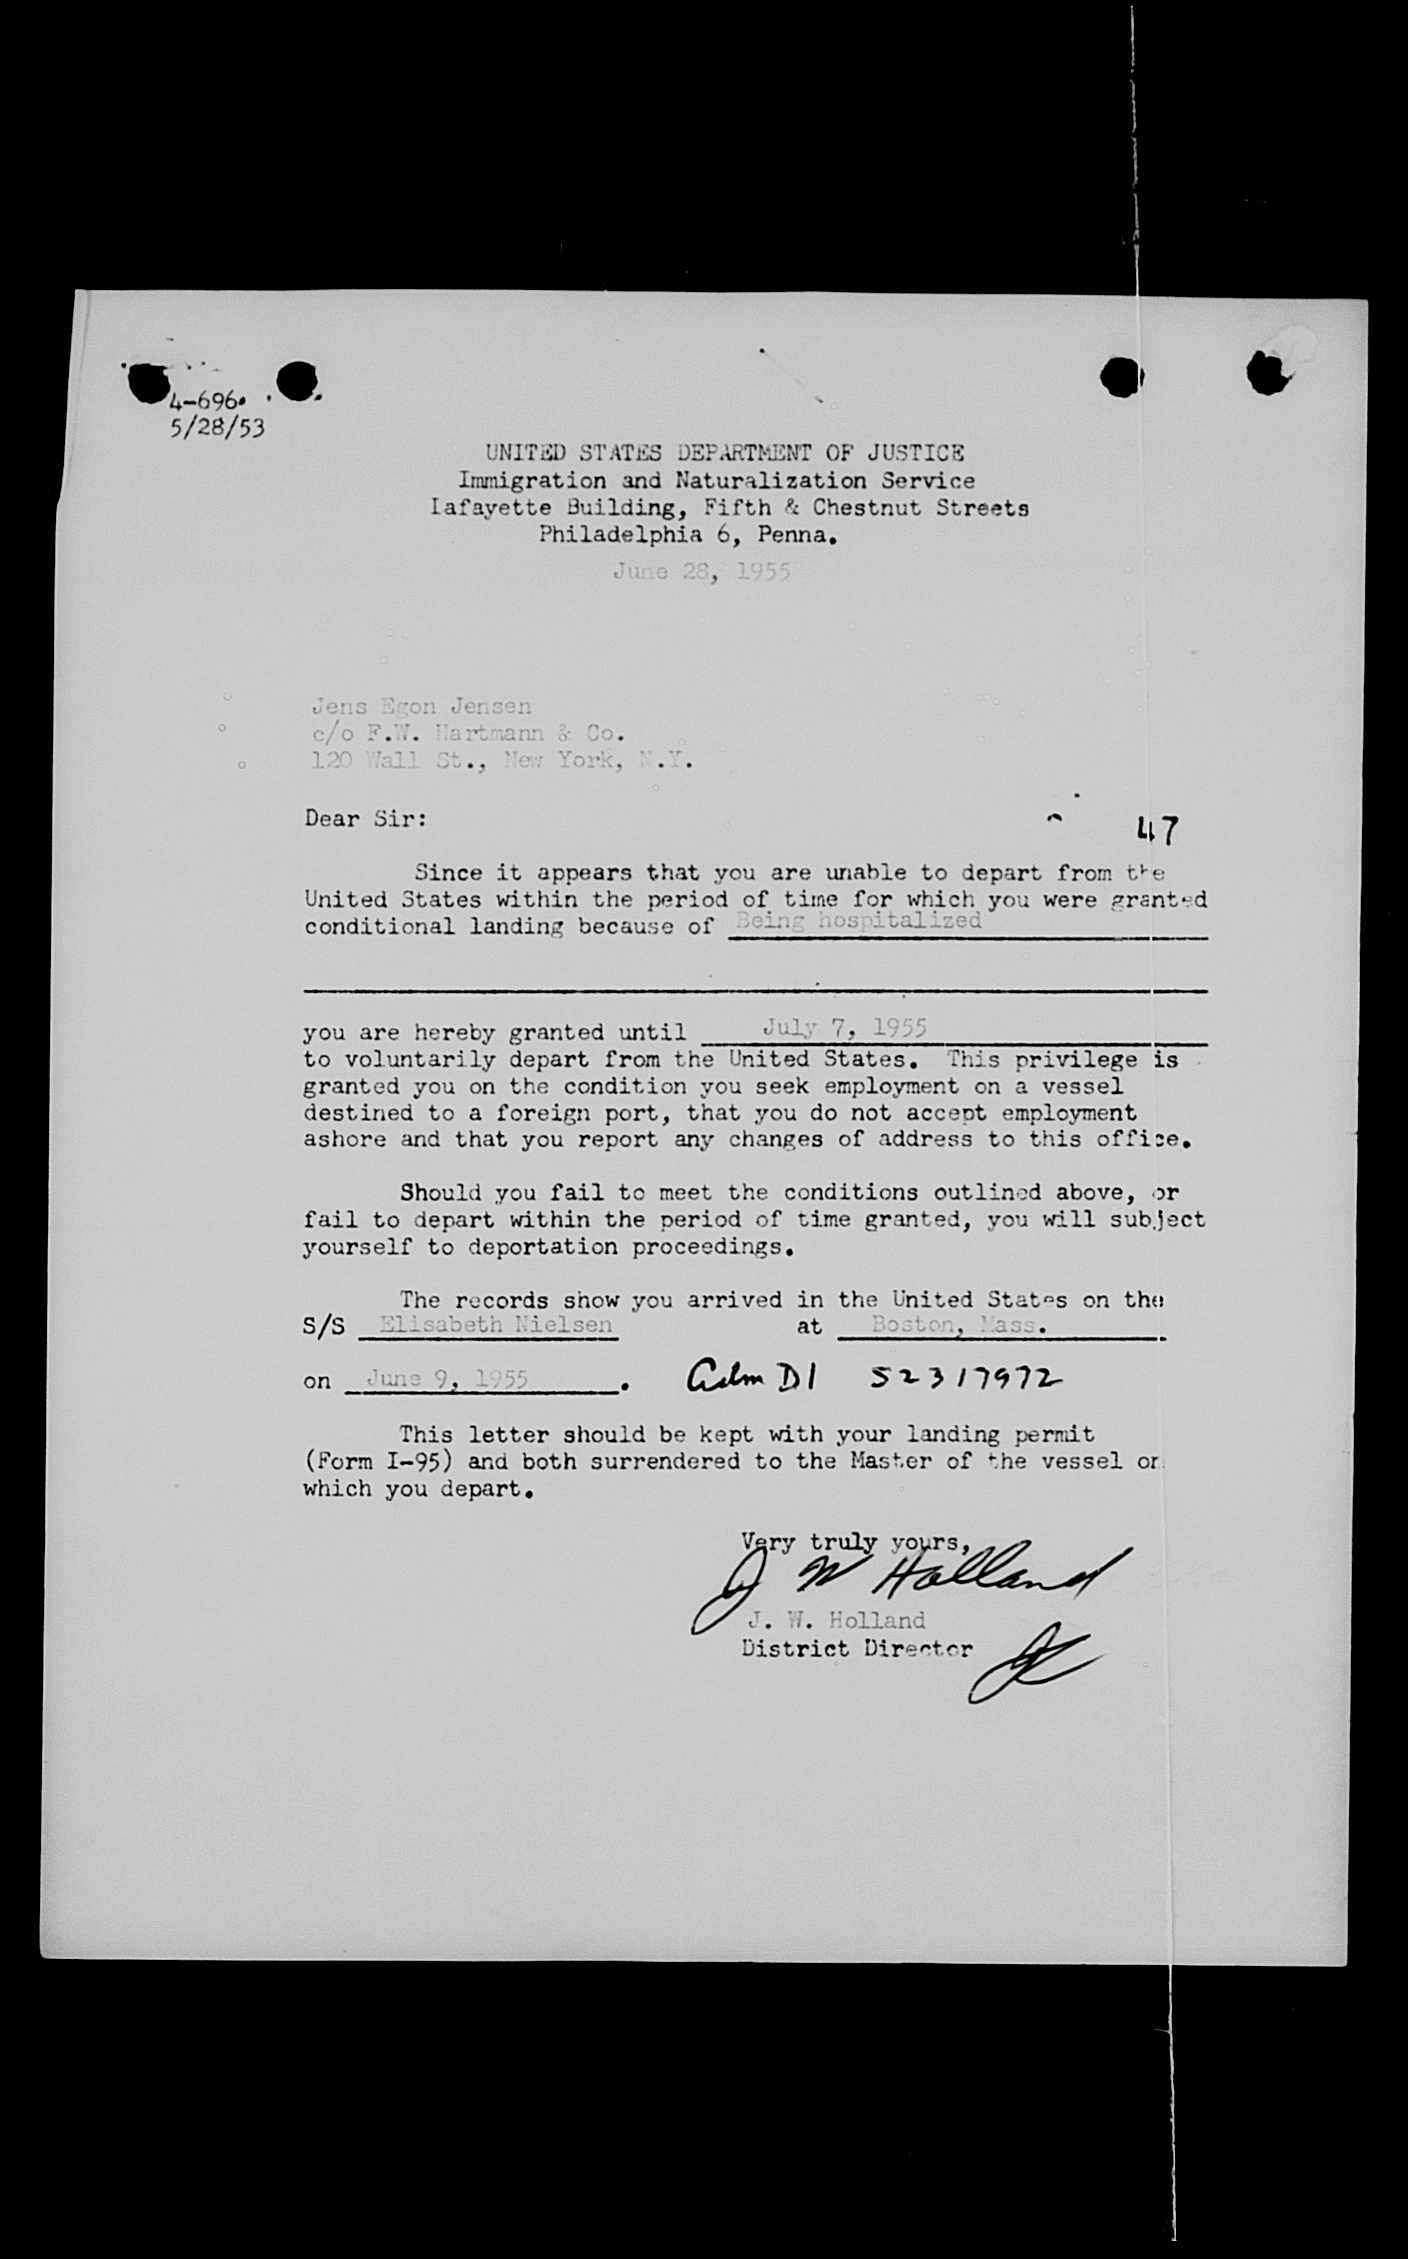 4-696.
5/28/53
UNITED STATES DEPARTMENT OF JUSTICE
Immigration and Naturalization Service
Lafayette Building, Fifth & Chestnut Streets
Philadelphia 6, Penna.
June 28, 1955
Jens Egon Jensen
c/o F.W. Hartmann & Co.
120 Wall St., New York, N.Y.
Dear Sir:
47
Since it appears that you are unable to depart from the
United States within the period of time for which you were granted
conditional landing because of Being hospitalized
you are hereby granted until July 7, 1955
to voluntarily depart from the United States. This privilege is
granted you on the condition you seek employment on a vessel
destined to a foreign port, that you do not accept employment
ashore and that you report any changes of address to this office.
Should you fail to meet the conditions outlined above, or
fail to depart within the period of time granted, you will subject
yourself to deportation proceedings.
The records show you arrived in the United States on the
S/S Elisabeth Nielsen at Boston, Mass.
on June 9, 1955. Adm D1 52317972
This letter should be kept with your landing permit
(Form I-95) and both surrendered to the Master of the vessel on
which you depart.
Very truly yours,
J W Holland
J. W. Holland
District Director